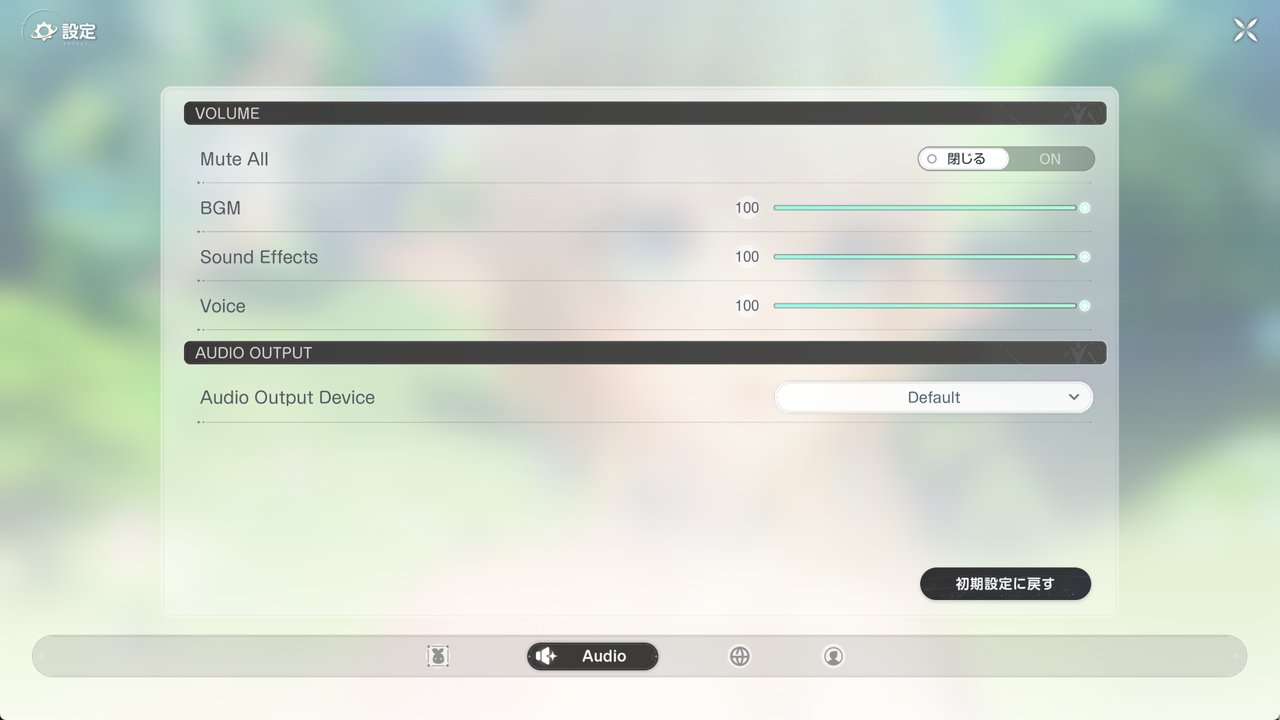 設定
VOLUME
Mute All
閉じる
ON
BGM
100
Sound Effects
100
Voice
100
AUDIO OUTPUT
Audio Output Device
Default
初期設定に戻す
Audio